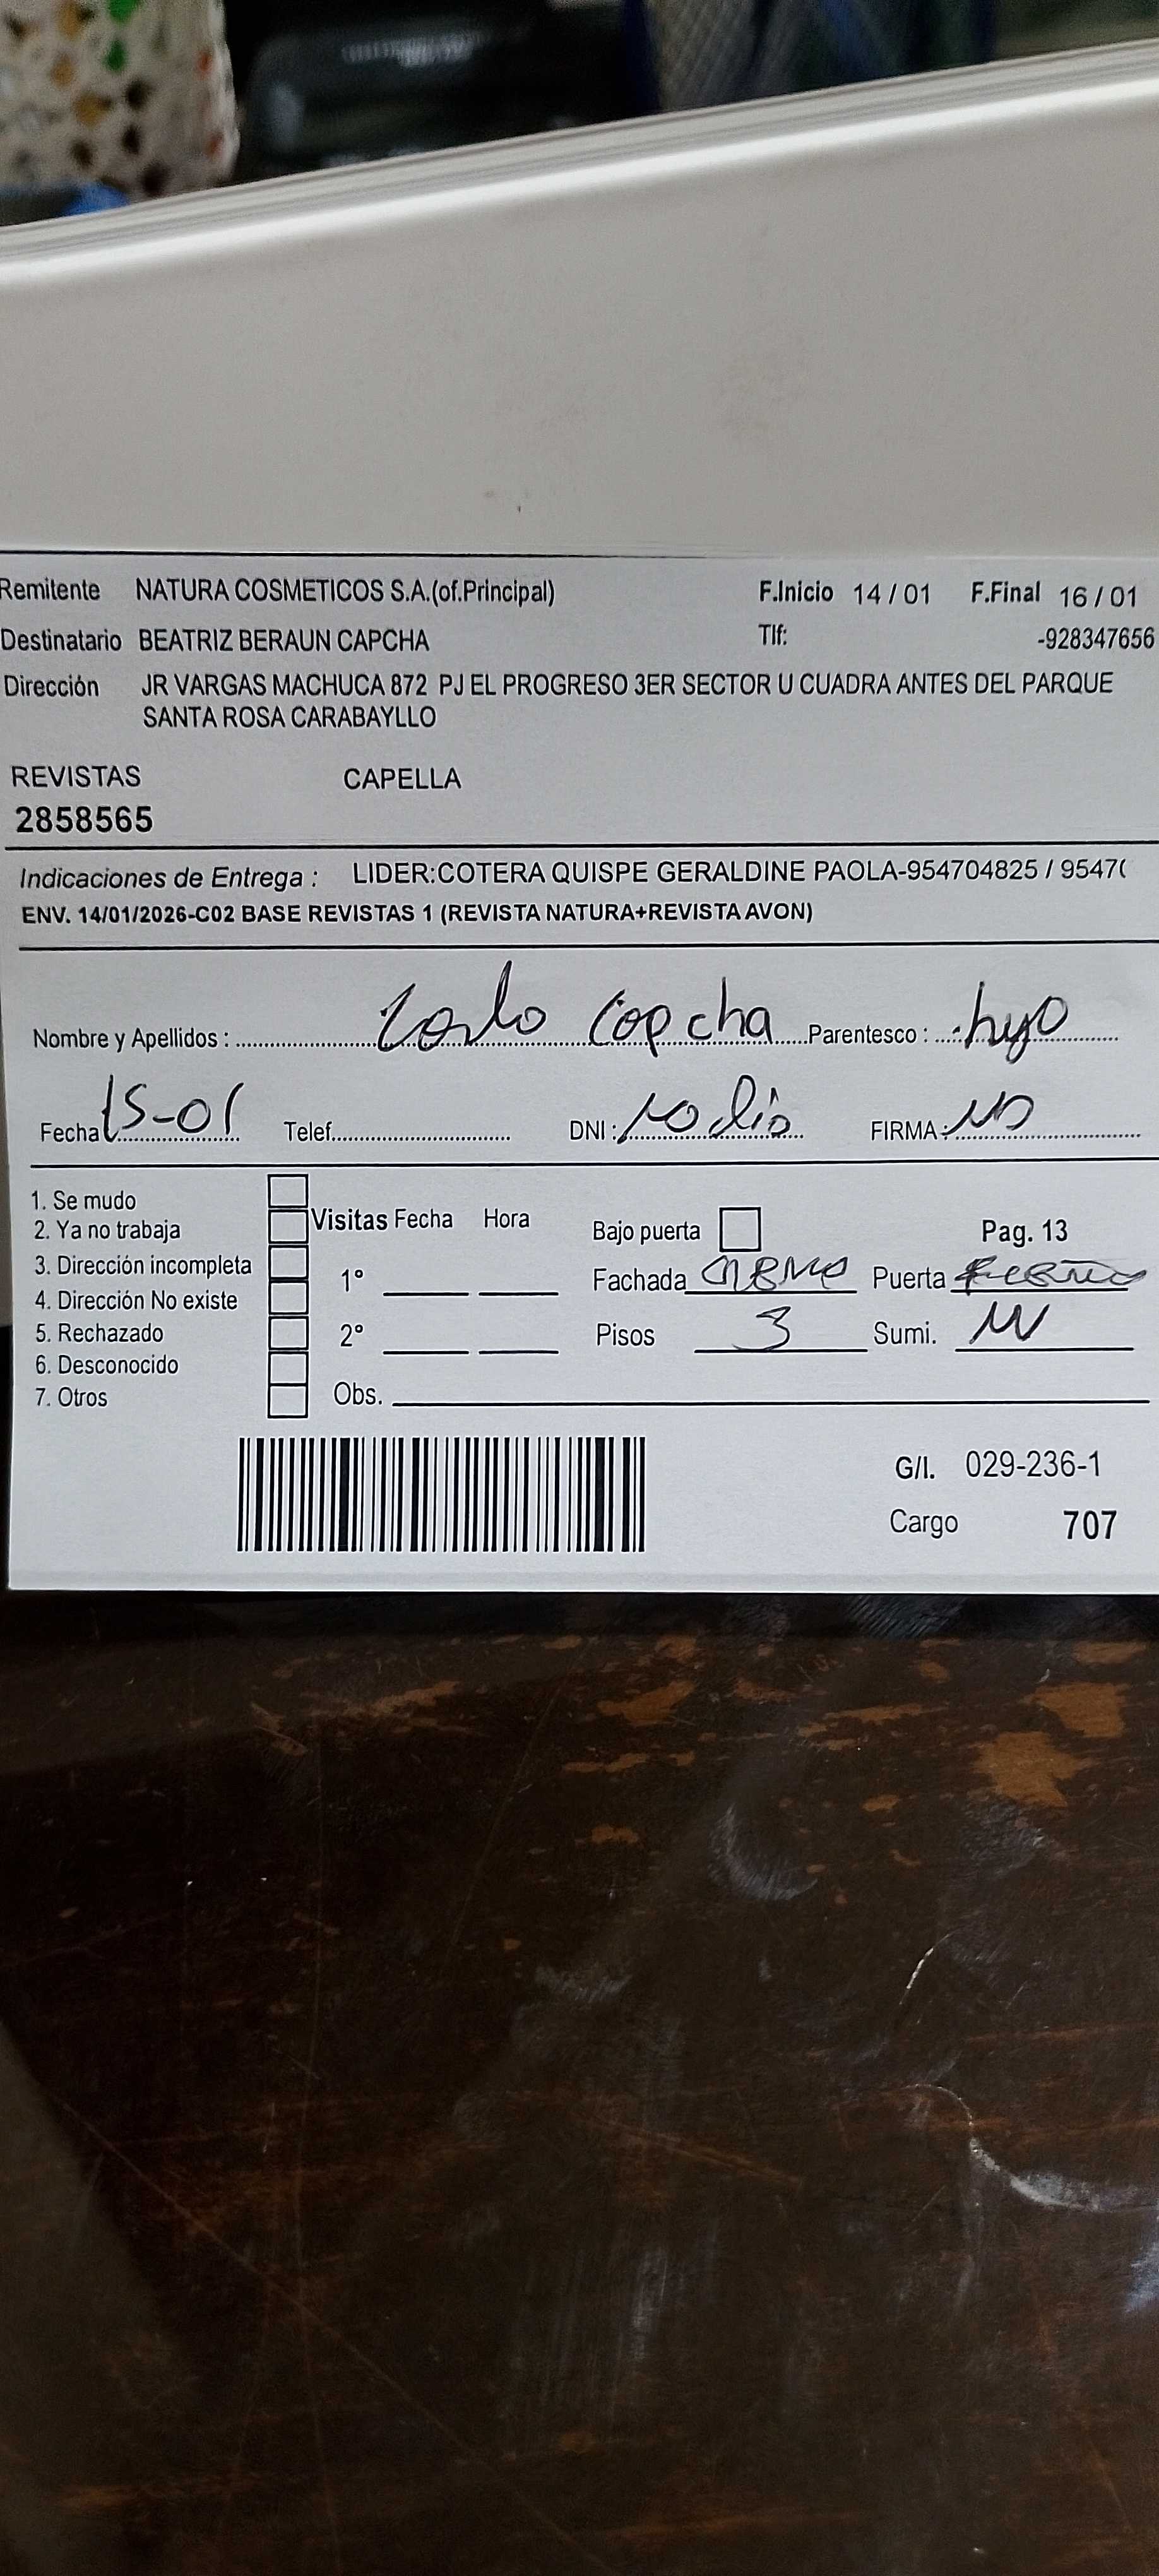 Remitente NATURA COSMETICOS S.A.(of.Principal) F.Inicio 14 / 01 F.Final 16 / 01
Destinatario BEATRIZ BERAUN CAPCHA Tlf: -928347656
Dirección JR VARGAS MACHUCA 872 PJ EL PROGRESO 3ER SECTOR U CUADRA ANTES DEL PARQUE
SANTA ROSA CARABAYLLO
REVISTAS CAPELLA
2858565
Indicaciones de Entrega : LIDER:COTERA QUISPE GERALDINE PAOLA-954704825 / 9547(
ENV. 14/01/2026-C02 BASE REVISTAS 1 (REVISTA NATURA+REVISTA AVON)
Nombre y Apellidos : Capcha Parentesco : hijo
Fecha 15-01 Telef. DNI : no dio FIRMA : NO
1. Se mudo
2. Ya no trabaja Visitas Fecha Hora Bajo puerta Pag. 13
3. Dirección incompleta 1° Fachada crema Puerta
4. Dirección No existe
5. Rechazado 2° Pisos 3 Sumi.
6. Desconocido
7. Otros Obs.
G/I. 029-236-1
Cargo 707